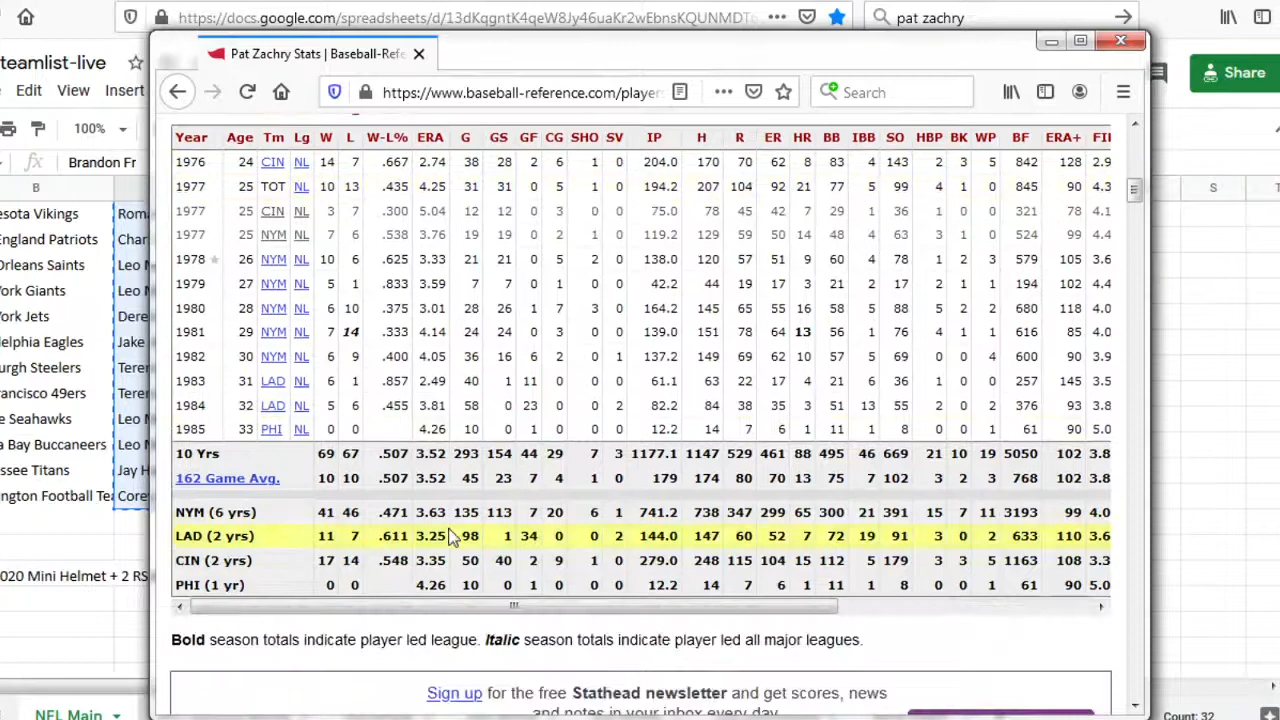 https://docs.google.com/spreadsheets/d/13dKqgntK4qeW8Jy46uaKr2wEbnsKQUNMDT
pat zachry
teamlist-live
Edit View Insert
Share
100%
fx Brandon Fr
B
S
T
esota Vikings Roma
England Patriots Char
Orleans Saints Leo M
York Giants Leo M
York Jets Dere
delphia Eagles Jake
burgh Steelers Terer
Francisco 49ers Terer
le Seahawks Leo M
a Bay Buccaneers Leo M
ssee Titans Jay H
ington Football Tea Corey
020 Mini Helmet + 2 RS
NFL Main
Count: 32
Pat Zachry Stats | Baseball-Refe
https://www.baseball-reference.com/player
Search
Year Age Tm Lg W L W-L% ERA G GS GF CG SHO SV IP H R ER HR BB IBB SO HBP BK WP BF ERA+ FIP
1976 24 CIN NL 14 7 .667 2.74 38 28 2 6 1 0 204.0 170 70 62 8 83 4 143 2 3 5 842 128 2.9
1977 25 TOT NL 10 13 .435 4.25 31 31 0 5 1 0 194.2 207 104 92 21 77 5 99 4 1 0 845 90 4.3
1977 25 CIN NL 3 7 .300 5.04 12 12 0 3 0 0 75.0 78 45 42 7 29 1 36 1 0 0 321 78 4.1
1977 25 NYM NL 7 6 .538 3.76 19 19 0 2 1 0 119.2 129 59 50 14 48 4 63 3 1 0 524 99 4.4
1978 ★ 26 NYM NL 10 6 .625 3.33 21 21 0 5 2 0 138.0 120 57 51 9 60 4 78 1 3 2 579 105 3.6
1979 27 NYM NL 5 1 .833 3.59 7 7 0 1 0 0 42.2 44 19 17 3 21 2 17 2 1 1 194 102 4.4
1980 28 NYM NL 6 10 .375 3.01 28 26 1 7 3 0 164.2 145 65 55 16 58 5 88 5 2 2 680 118 4.0
1981 29 NYM NL 7 14 .333 4.14 24 24 0 3 0 0 139.0 151 78 64 13 56 1 76 4 1 1 616 85 4.0
1982 30 NYM NL 6 9 .400 4.05 36 16 6 2 0 1 137.2 149 69 62 10 57 5 69 0 0 4 600 90 3.9
1983 31 LAD NL 6 1 .857 2.49 40 1 11 0 0 0 61.1 63 22 17 4 21 6 36 1 0 0 257 145 3.5
1984 32 LAD NL 5 6 .455 3.81 58 0 23 0 0 2 82.2 84 38 35 3 51 13 55 2 0 2 376 93 3.8
1985 33 PHI NL 0 0 4.26 10 0 1 0 0 0 12.2 14 7 6 1 11 1 8 0 0 1 61 90 5.0
10 Yrs 69 67 .507 3.52 293 154 44 29 7 3 1177.1 1147 529 461 88 495 46 669 21 10 19 5050 102 3.8
162 Game Avg. 10 10 .507 3.52 45 23 7 4 1 0 179 174 80 70 13 75 7 102 3 2 3 768 102 3.8
NYM (6 yrs) 41 46 .471 3.63 135 113 7 20 6 1 741.2 738 347 299 65 300 21 391 15 7 11 3193 99 4.0
LAD (2 yrs) 11 7 .611 3.25 98 1 34 0 0 2 144.0 147 60 52 7 72 19 91 3 0 2 633 110 3.6
CIN (2 yrs) 17 14 .548 3.35 50 40 2 9 1 0 279.0 248 115 104 15 112 5 179 3 3 5 1163 108 3.3
PHI (1 yr) 0 0 4.26 10 0 1 0 0 0 12.2 14 7 6 1 11 1 8 0 0 1 61 90 5.0
Bold season totals indicate player led league. Italic season totals indicate player led all major leagues.
Sign up for the free Stathead newsletter and get scores, news
and notes in your inbox every day.